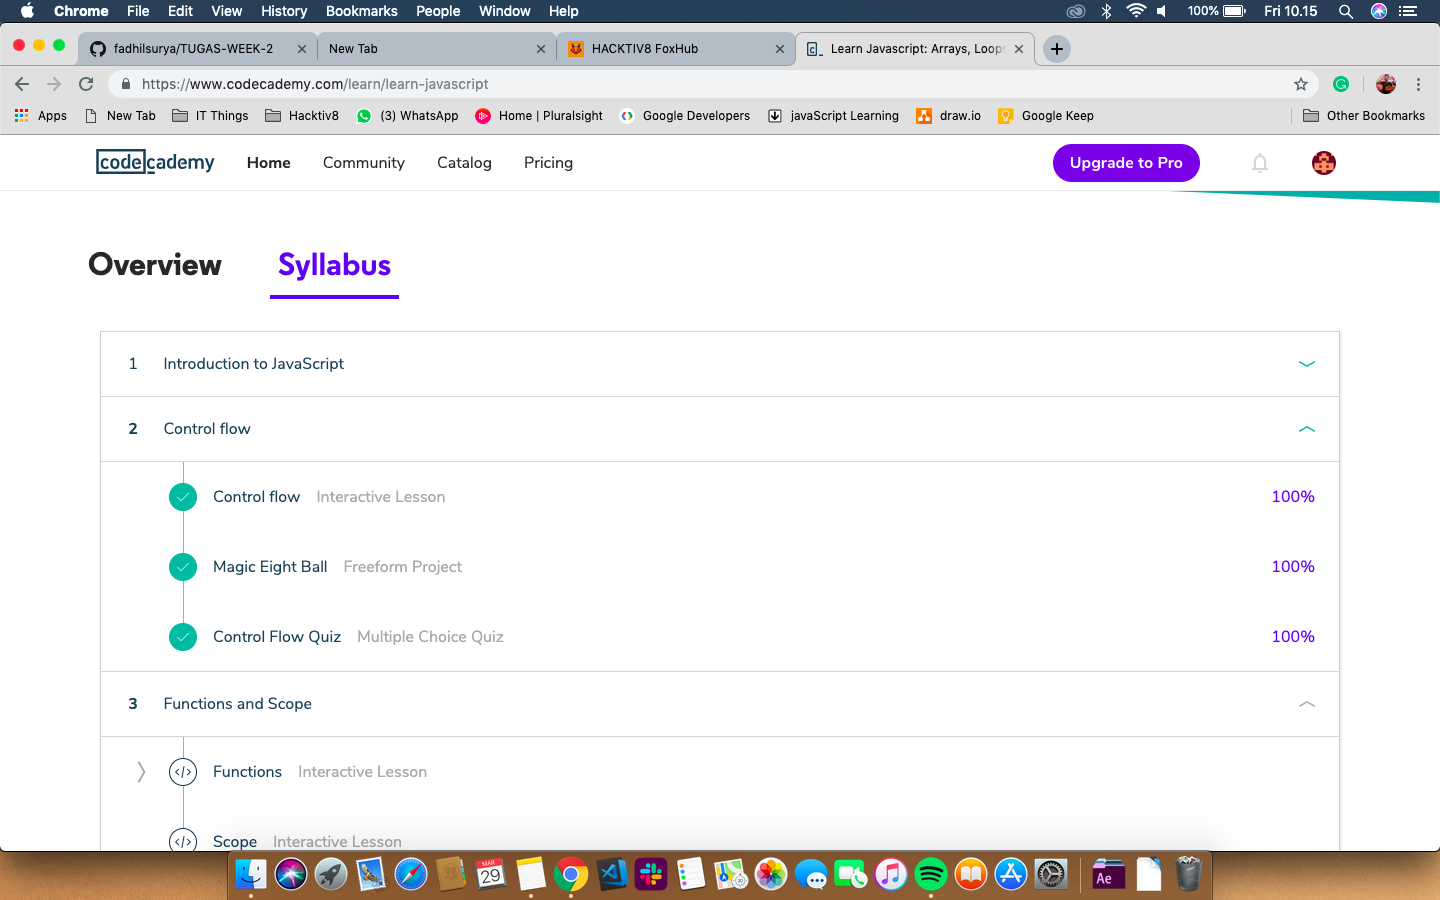 Chrome File Edit View History Bookmarks People Window Help 100% Fri 10.15
fadhilsurya/TUGAS-WEEK-2 New Tab HACKTIV8 FoxHub Learn Javascript: Arrays, Loops
https://www.codecademy.com/learn/learn-javascript
Apps New Tab IT Things Hacktiv8 (3) WhatsApp Home | Pluralsight Google Developers javaScript Learning draw.io Google Keep Other Bookmarks
codecademy Home Community Catalog Pricing Upgrade to Pro
Overview Syllabus
1 Introduction to JavaScript
2 Control flow
Control flow Interactive Lesson 100%
Magic Eight Ball Freeform Project 100%
Control Flow Quiz Multiple Choice Quiz 100%
3 Functions and Scope
</> Functions Interactive Lesson
</> Scope Interactive Lesson
MAR
29
Ae